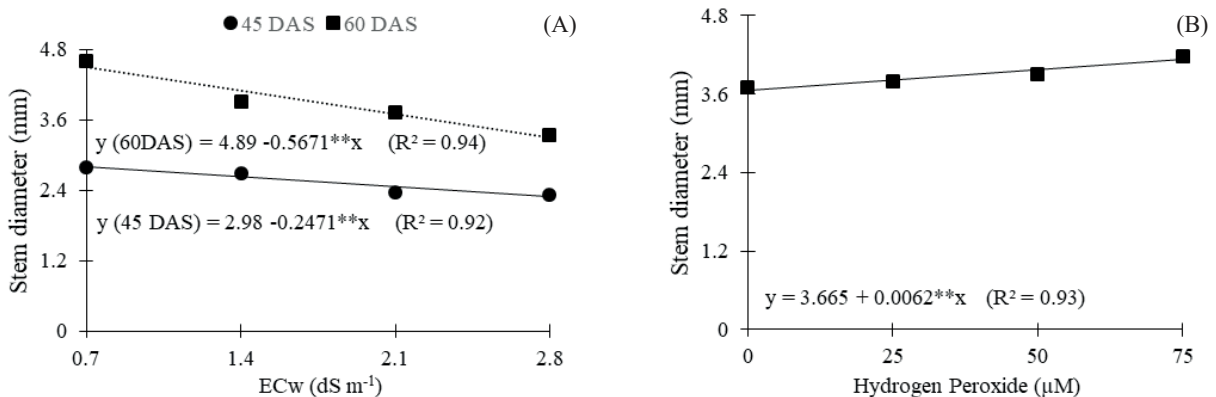 ● 45 DAS ■ 60 DAS
(A)
Stem diameter (mm)
4.8
3.6
2.4
1.2
0
y (60DAS) = 4.89 -0.5671**x (R² = 0.94)
y (45 DAS) = 2.98 -0.2471**x (R² = 0.92)
0.7 1.4 2.1 2.8
ECw (dS m⁻¹)
(B)
Stem diameter (mm)
4.8
3.6
2.4
1.2
0
y = 3.665 + 0.0062**x (R² = 0.93)
0 25 50 75
Hydrogen Peroxide (µM)